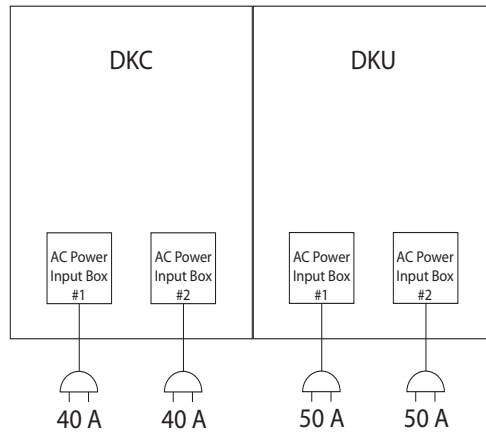 DKC
DKU
AC Power
Input Box
#1
AC Power
Input Box
#2
AC Power
Input Box
#1
AC Power
Input Box
#2
40 A
40 A
50 A
50 A